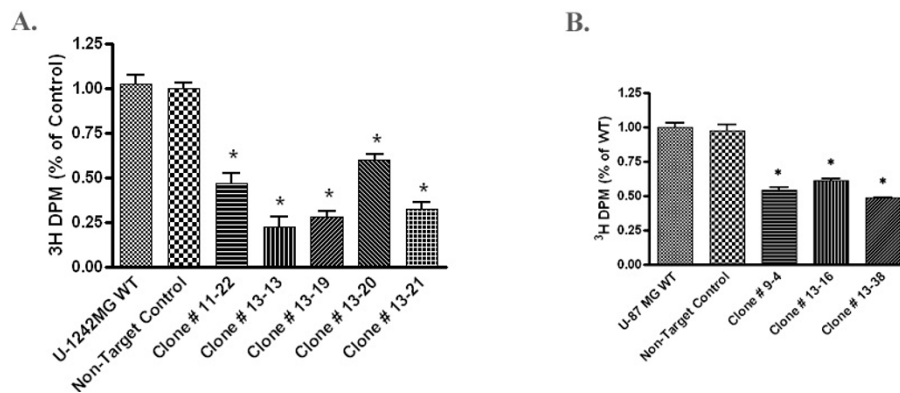 A.
3H DPM (% of Control)
1.25
1.00
0.75
0.50
0.25
0.00
*
*
*
*
*
U-1242MG WT
Non-Target Control
Clone # 11-22
Clone # 13-13
Clone # 13-19
Clone # 13-20
Clone # 13-21
B.
³H DPM (% of WT)
1.25
1.00
0.75
0.50
0.25
0.00
*
*
*
U-87 MG WT
Non-Target Control
Clone # 9-4
Clone # 13-16
Clone # 13-38